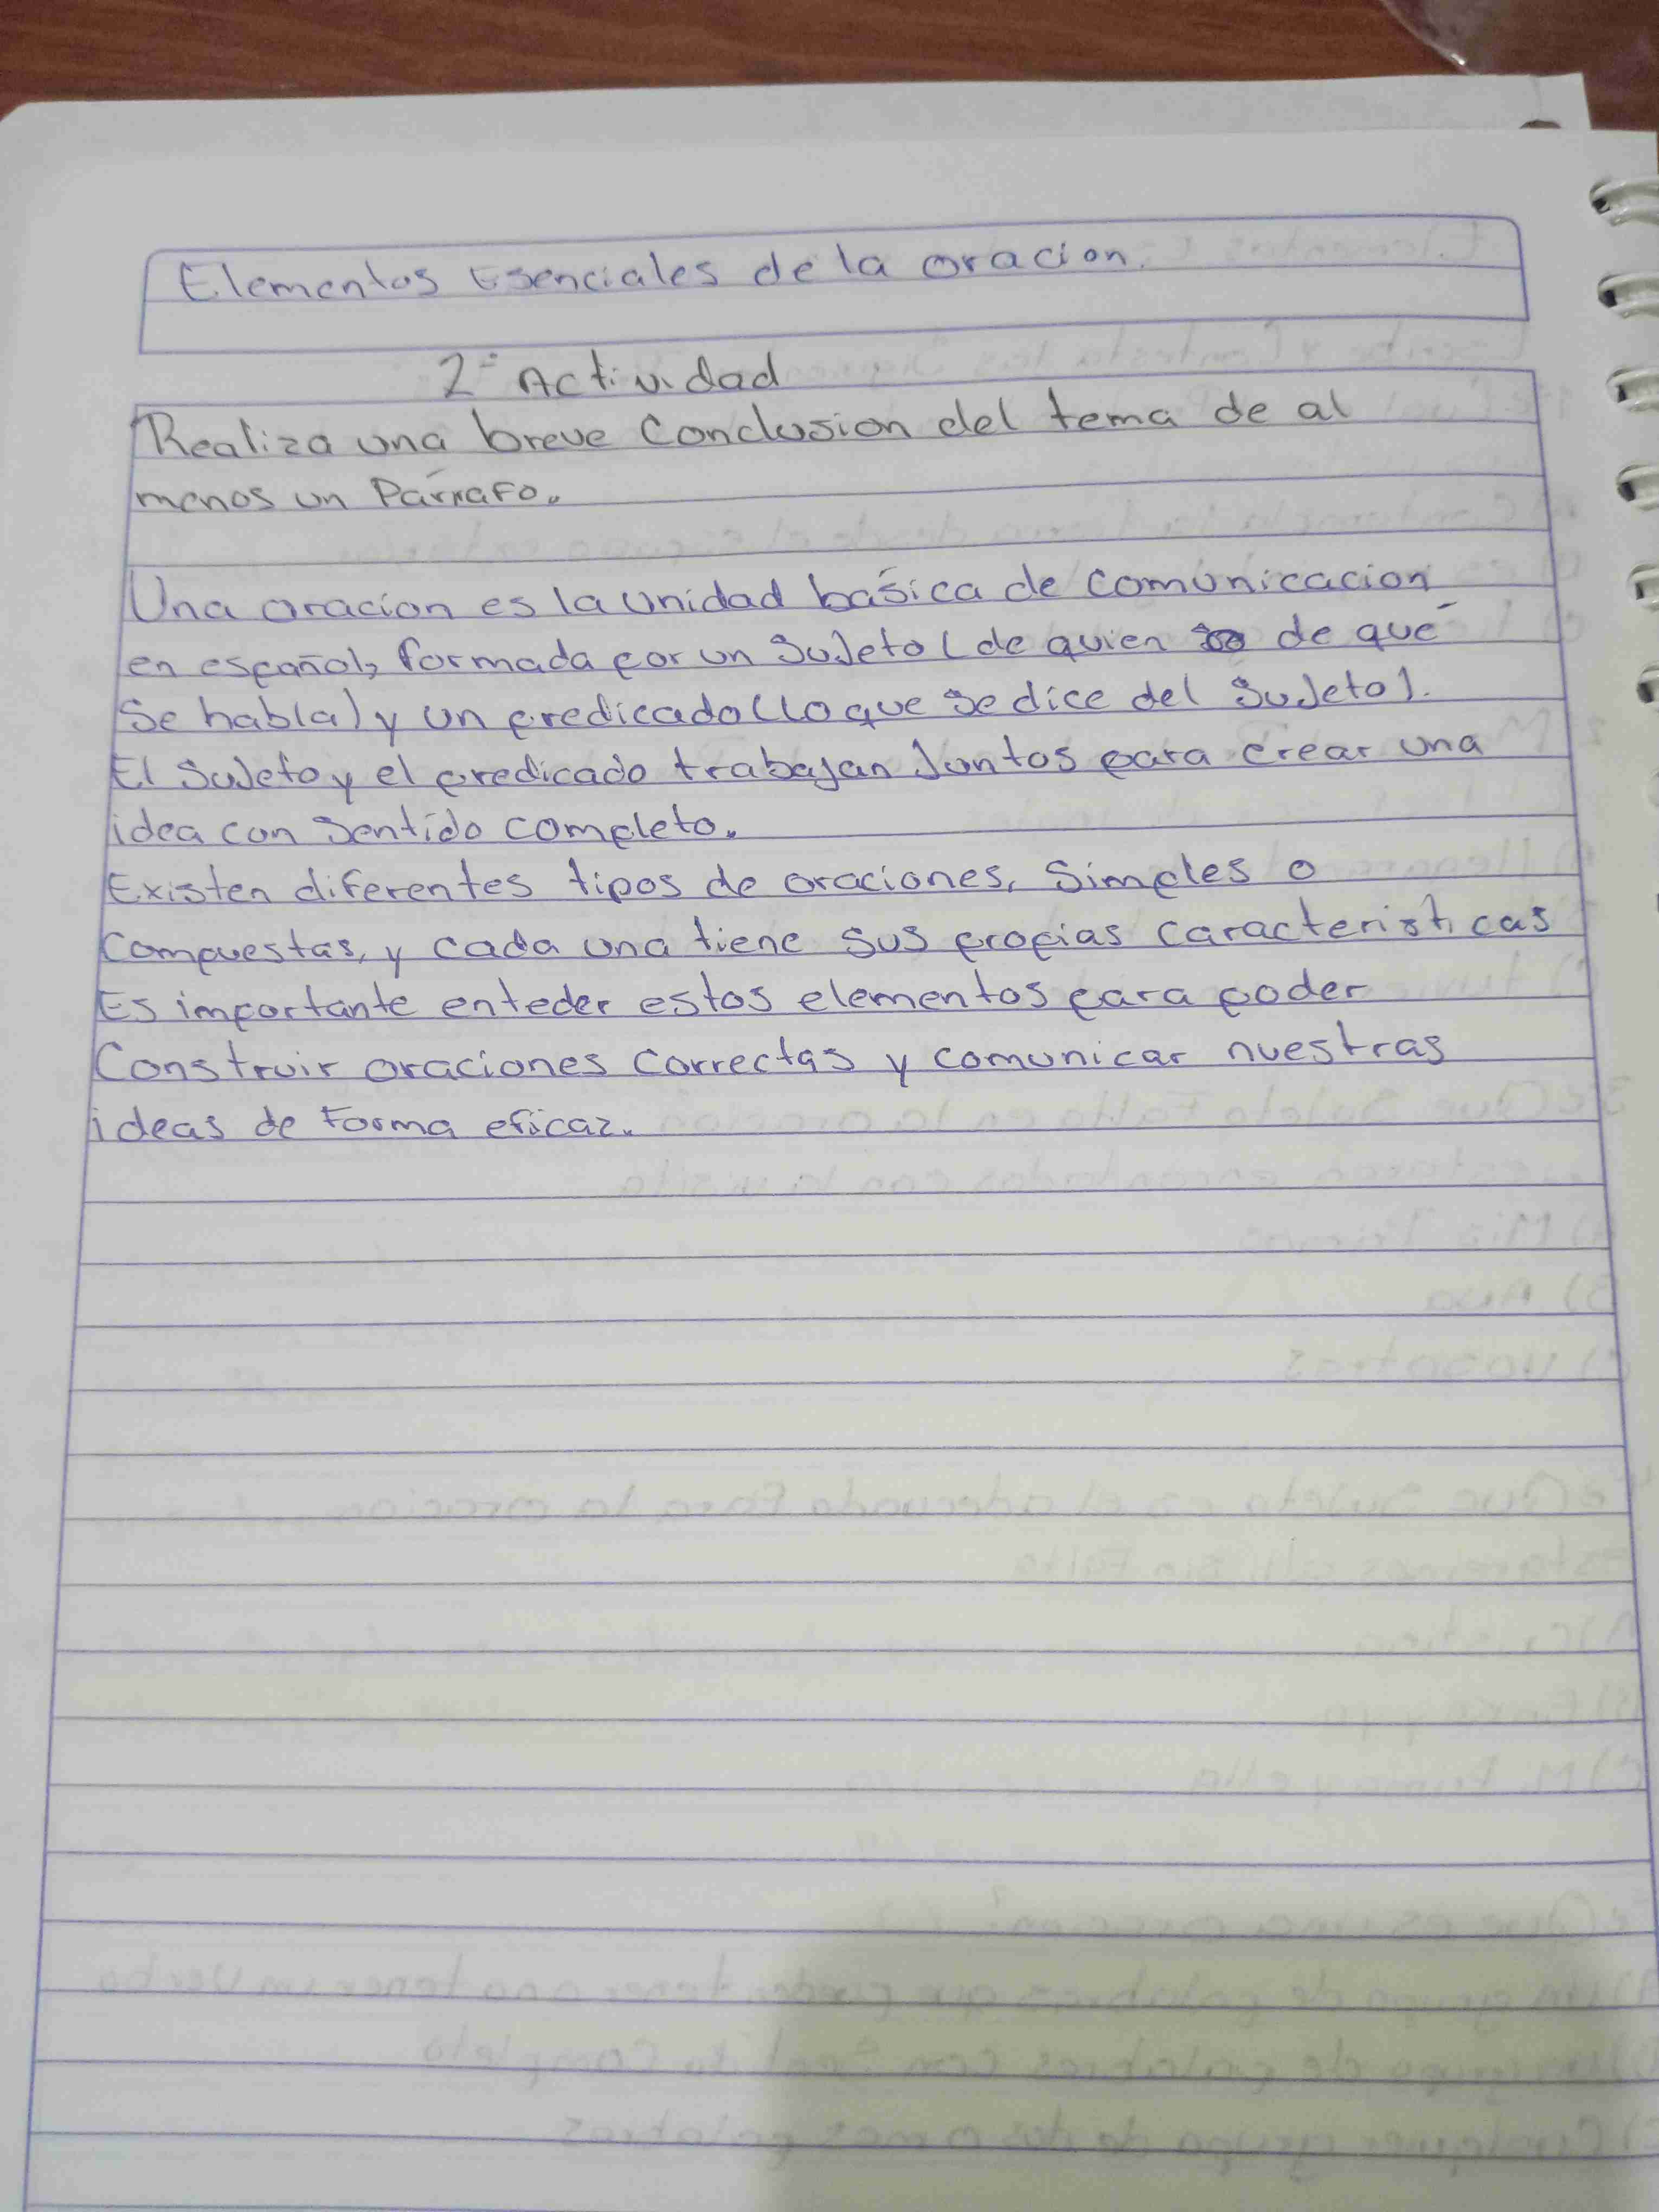 Elementos Esenciales de la oracion.
2° Actividad
Realiza una breve Conclusion del tema de al
menos un Párrafo.
Una oracion es la unidad básica de comunicacion
en español, formada por un Sujeto (de quien de qué
Se habla) y un predicado (lo que se dice del Sujeto).
El Sujeto y el predicado trabajan Juntos para crear una
idea con Sentido completo.
Existen diferentes tipos de oraciones, Simples o
Compuestas, y cada una tiene sus propias caracteristicas
Es importante enteder estos elementos para poder
Construir oraciones Correctas y comunicar nuestras
ideas de Forma eficaz.